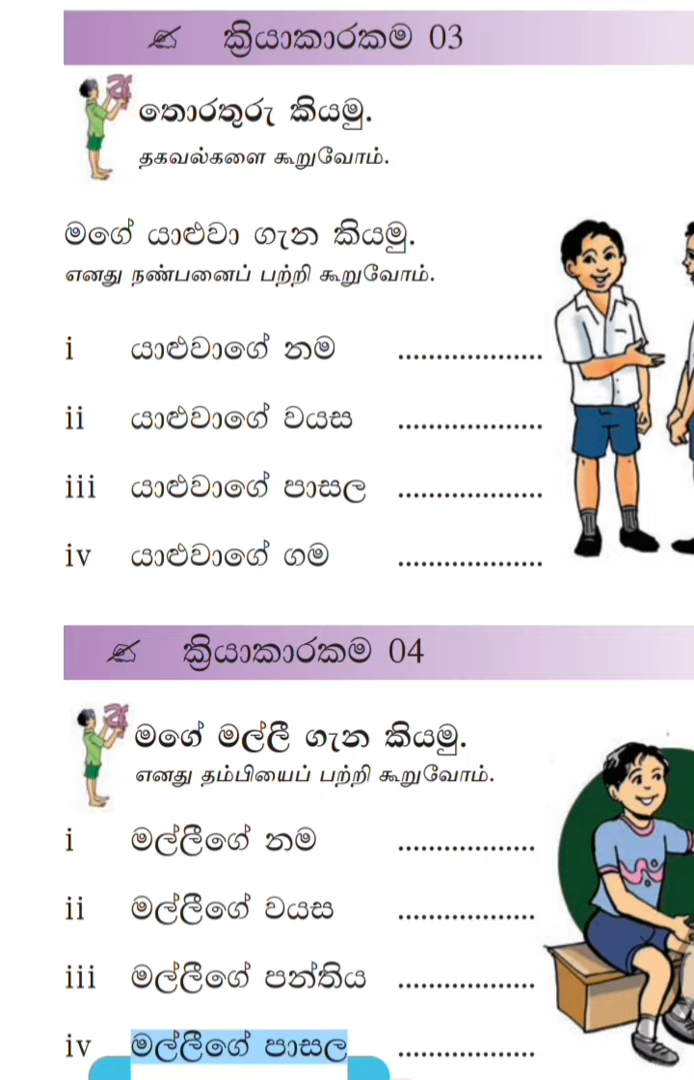 ක්‍රියාකාරකම 03
තොරතුරු කියමු.
தகவல்களை கூறுவோம்.
මගේ යාළුවා ගැන කියමු.
எனது நண்பனைப் பற்றி கூறுவோம்.
i යාළුවාගේ නම ....................
ii යාළුවාගේ වයස ....................
iii යාළුවාගේ පාසල ....................
iv යාළුවාගේ ගම ....................
ක්‍රියාකාරකම 04
මගේ මල්ලී ගැන කියමු.
எனது தம்பியைப் பற்றி கூறுவோம்.
i මල්ලීගේ නම ...................
ii මල්ලීගේ වයස ...................
iii මල්ලීගේ පන්තිය ...................
iv මල්ලීගේ පාසල ...................